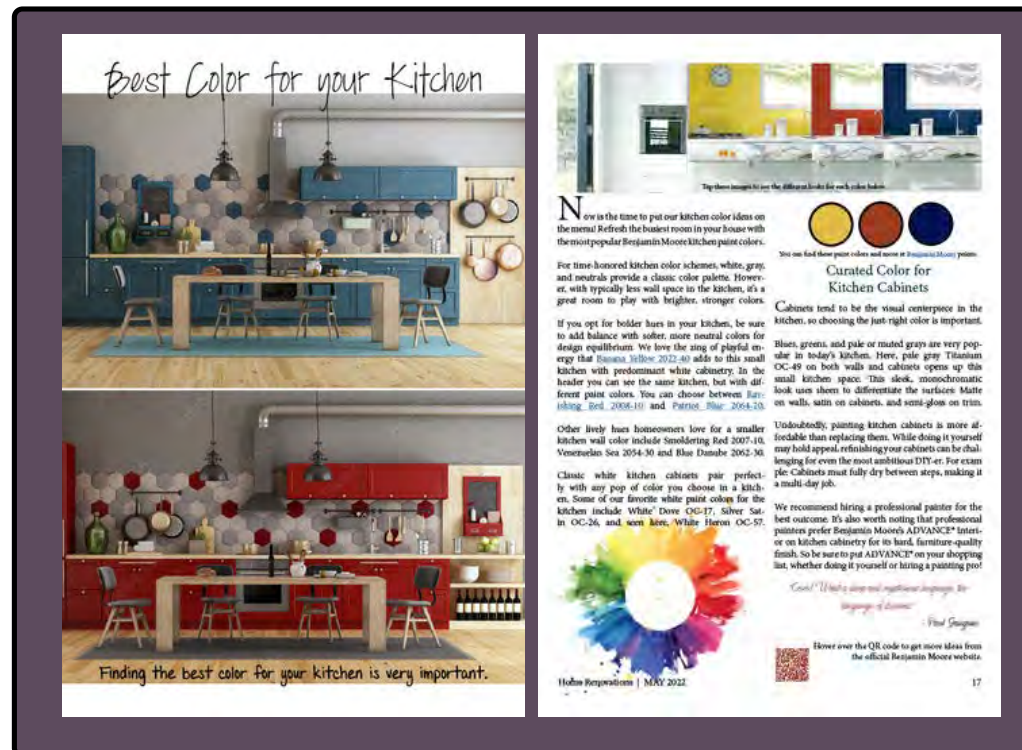 Best Color for your Kitchen
Finding the best color for your kitchen is very important.
Tap these images to see the different looks for each color below.
Now is the time to put our kitchen color ideas on
the menu! Refresh the busiest room in your house with
the most popular Benjamin Moore kitchen paint colors.
For time-honored kitchen color schemes, white, gray,
and neutrals provide a classic color palette. Howev-
er, with typically less wall space in the kitchen, it's a
great room to play with brighter, stronger colors.
If you opt for bolder hues in your kitchen, be sure
to add balance with softer, more neutral colors for
design equilibrium. We love the zing of playful en-
ergy that Banana Yellow 2022-40 adds to this small
kitchen with predominant white cabinetry. In the
header you can see the same kitchen, but with dif-
ferent paint colors. You can choose between Rav-
ishing Red 2008-10 and Patriot Blue 2064-20.
Other lively hues homeowners love for a smaller
kitchen wall color include Smoldering Red 2007-10,
Venezuelan Sea 2054-30 and Blue Danube 2062-30.
Classic white kitchen cabinets pair perfect-
ly with any pop of color you choose in a kitch-
en. Some of our favorite white paint colors for the
kitchen include White Dove OC-17, Silver Sat-
in OC-26, and seen here, White Heron OC-57.
You can find these paint colors and more at Benjamin Moore paints.
Curated Color for
Kitchen Cabinets
Cabinets tend to be the visual centerpiece in the
kitchen, so choosing the just-right color is important.
Blues, greens, and pale or muted grays are very pop-
ular in today's kitchen. Here, pale gray Titanium
OC-49 on both walls and cabinets opens up this
small kitchen space. This sleek, monochromatic
look uses sheen to differentiate the surfaces: Matte
on walls, satin on cabinets, and semi-gloss on trim.
Undoubtedly, painting kitchen cabinets is more af-
fordable than replacing them. While doing it yourself
may hold appeal, refinishing your cabinets can be chal-
lenging for even the most ambitious DIY-er. For exam
ple: Cabinets must fully dry between steps, making it
a multi-day job.
We recommend hiring a professional painter for the
best outcome. It's also worth noting that professional
painters prefer Benjamin Moore's ADVANCE® Interi-
or on kitchen cabinetry for its hard, furniture-quality
finish. So be sure to put ADVANCE® on your shopping
list, whether doing it yourself or hiring a painting pro!
"Color! What a deep and mysterious language, the
language of dreams."
- Paul Gauguin
Hover over the QR code to get more ideas from
the official Benjamin Moore website.
Home Renovations | MAY 2022
17